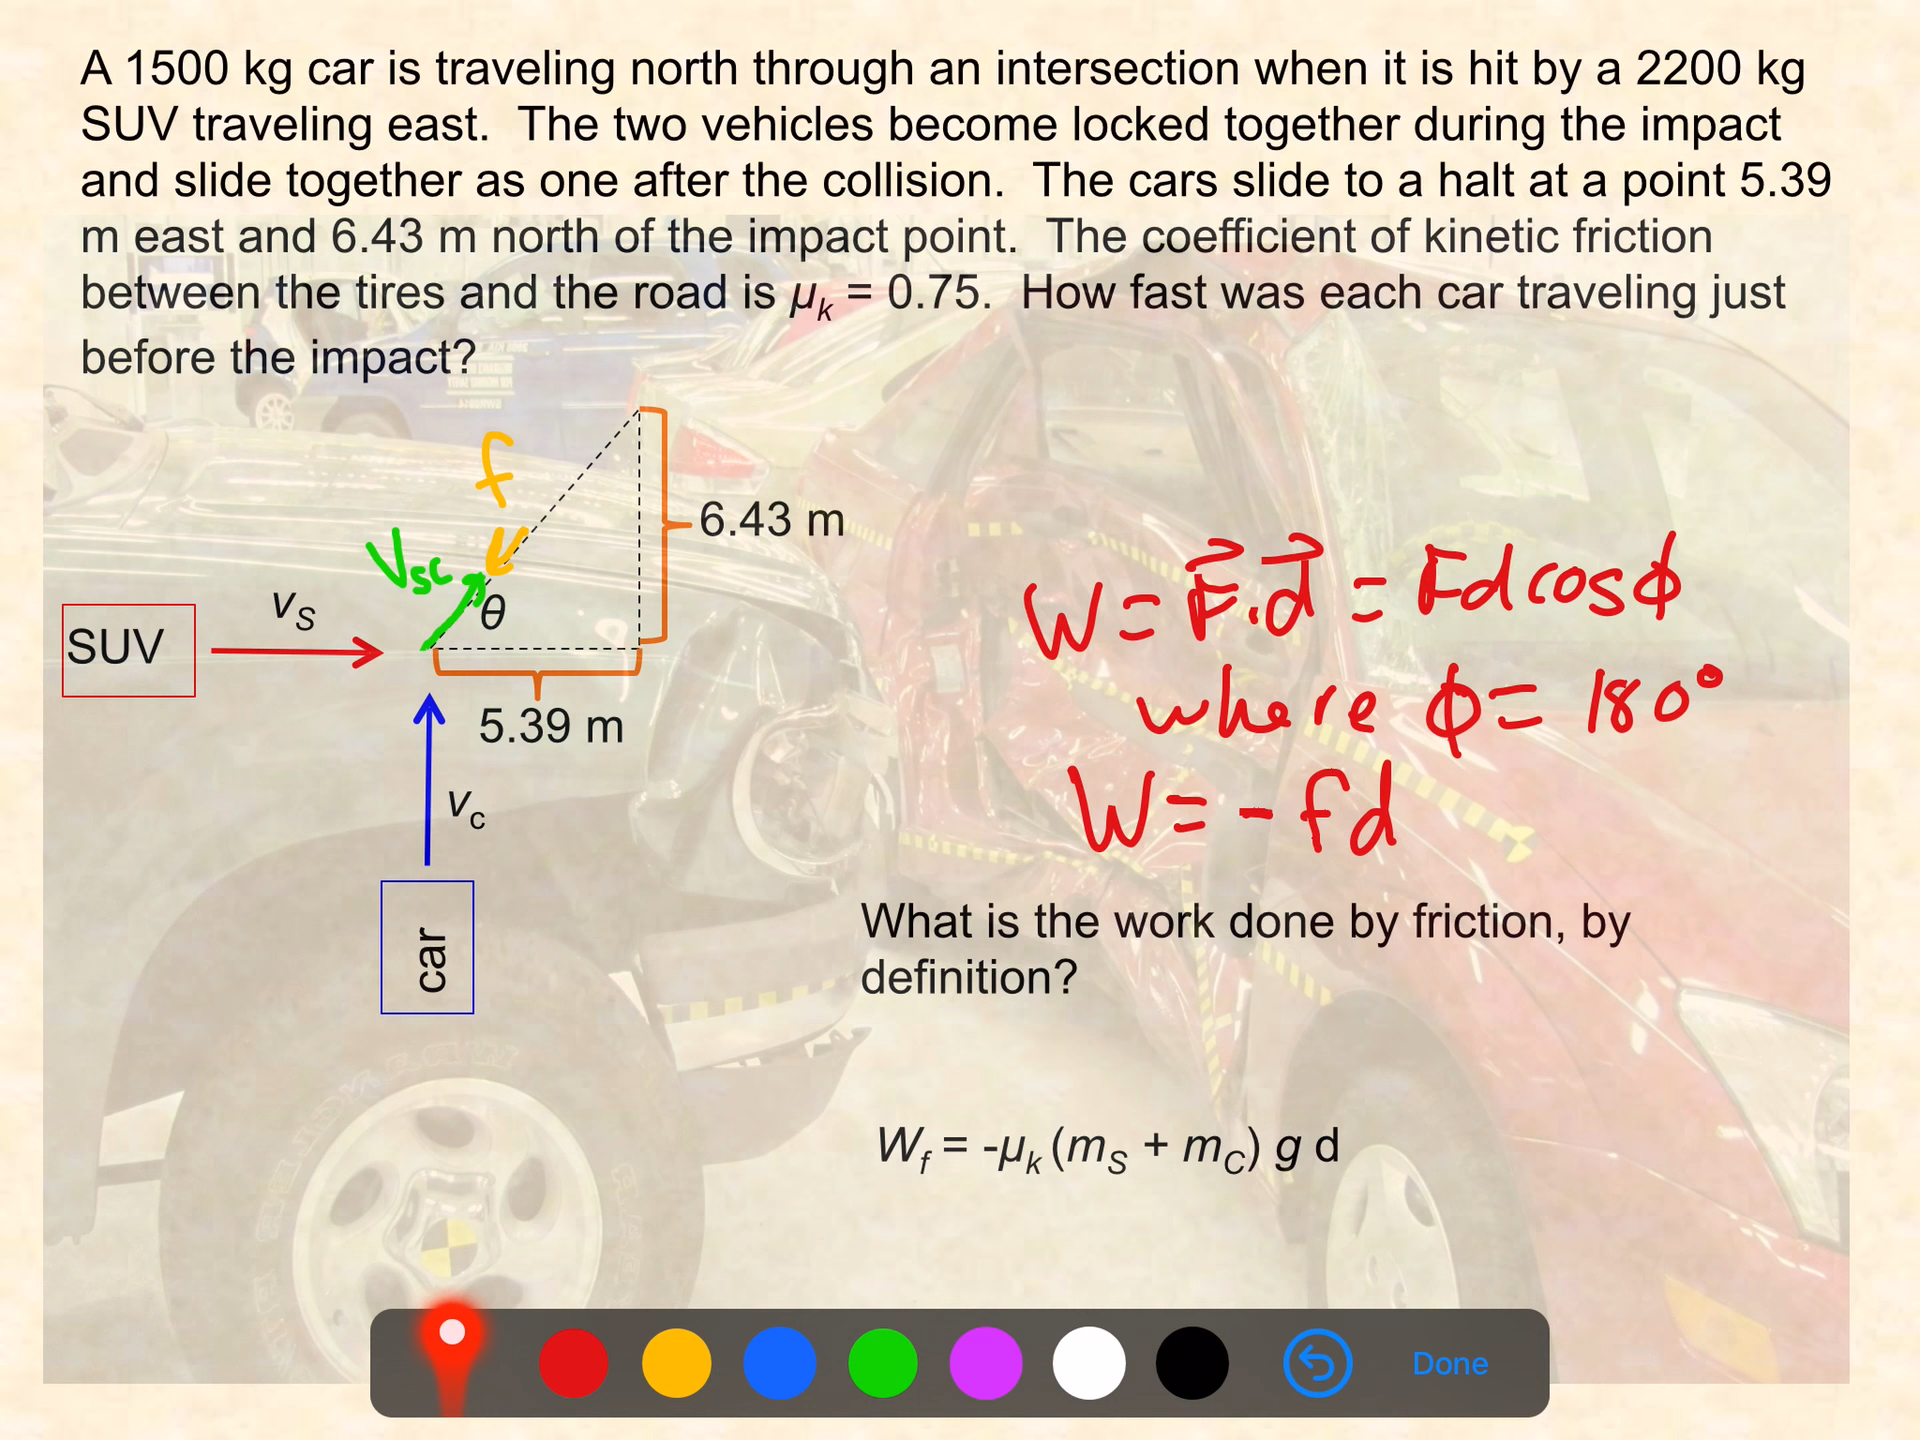 A 1500 kg car is traveling north through an intersection when it is hit by a 2200 kg
SUV traveling east.  The two vehicles become locked together during the impact
and slide together as one after the collision.  The cars slide to a halt at a point 5.39
m east and 6.43 m north of the impact point.  The coefficient of kinetic friction
between the tires and the road is μk = 0.75.  How fast was each car traveling just
before the impact?
f
6.43 m
Vsc
θ
vS
SUV
5.39 m
vc
car
W = F⃗·d⃗ = Fd cosϕ
where ϕ = 180°
W = - fd
What is the work done by friction, by
definition?
Wf = -μk (mS + mC) g d
Done